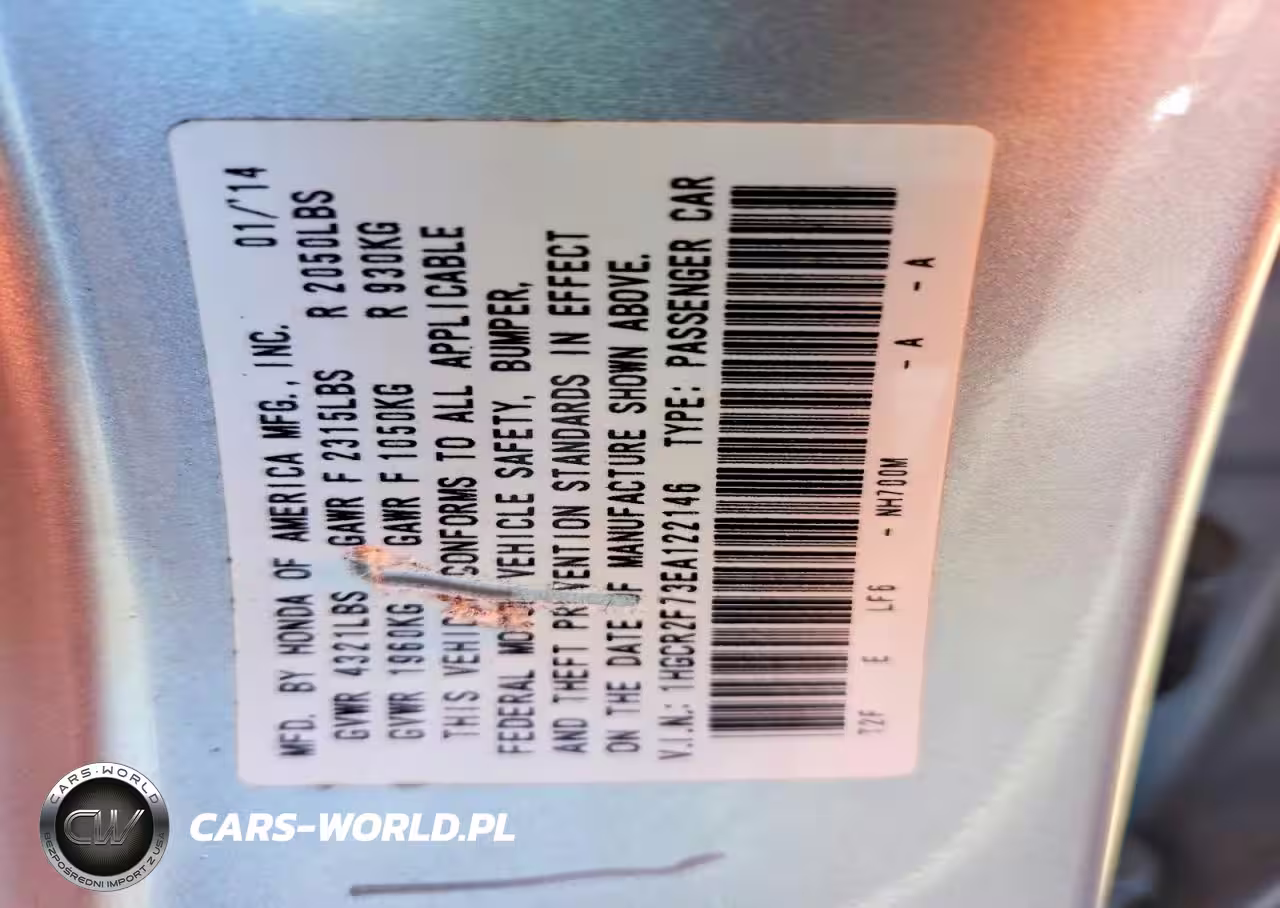 MFD. BY HONDA OF AMERICA MFG., INC. 01/'14
GVWR 4321LBS GAWR F 2315LBS R 2050LBS
GVWR 1960KG GAWR F 1050KG R 930KG
THIS CONFORMS TO ALL APPLICABLE
FEDERAL VEHICLE SAFETY, BUMPER,
AND THEFT PREVENTION STANDARDS IN EFFECT
ON THE DATE OF MANUFACTURE SHOWN ABOVE.
V.I.N.: 1HGCR2F73EA122146 TYPE: PASSENGER CAR
T2F E LF6 - NH700M - A - A
CARS-WORLD
CW
BEZPOŚREDNI IMPORT Z USA
CARS-WORLD.PL